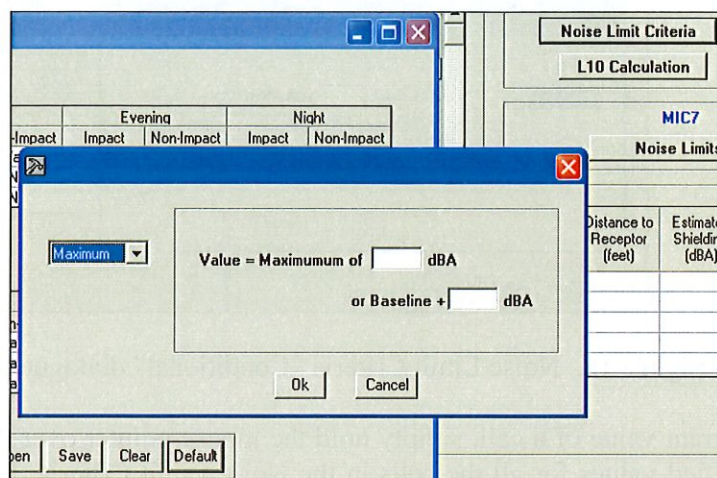 Noise Limit Criteria
L10 Calculation
MIC7
Noise Limits
Evening Night
-Impact Impact Non-Impact Impact Non-Impact
Distance to Receptor (feet)
Estimate
Shieldin
(dBA)
Maximum
Value = Maximumum of dBA
or Baseline + dBA
Ok Cancel
pen Save Clear Default